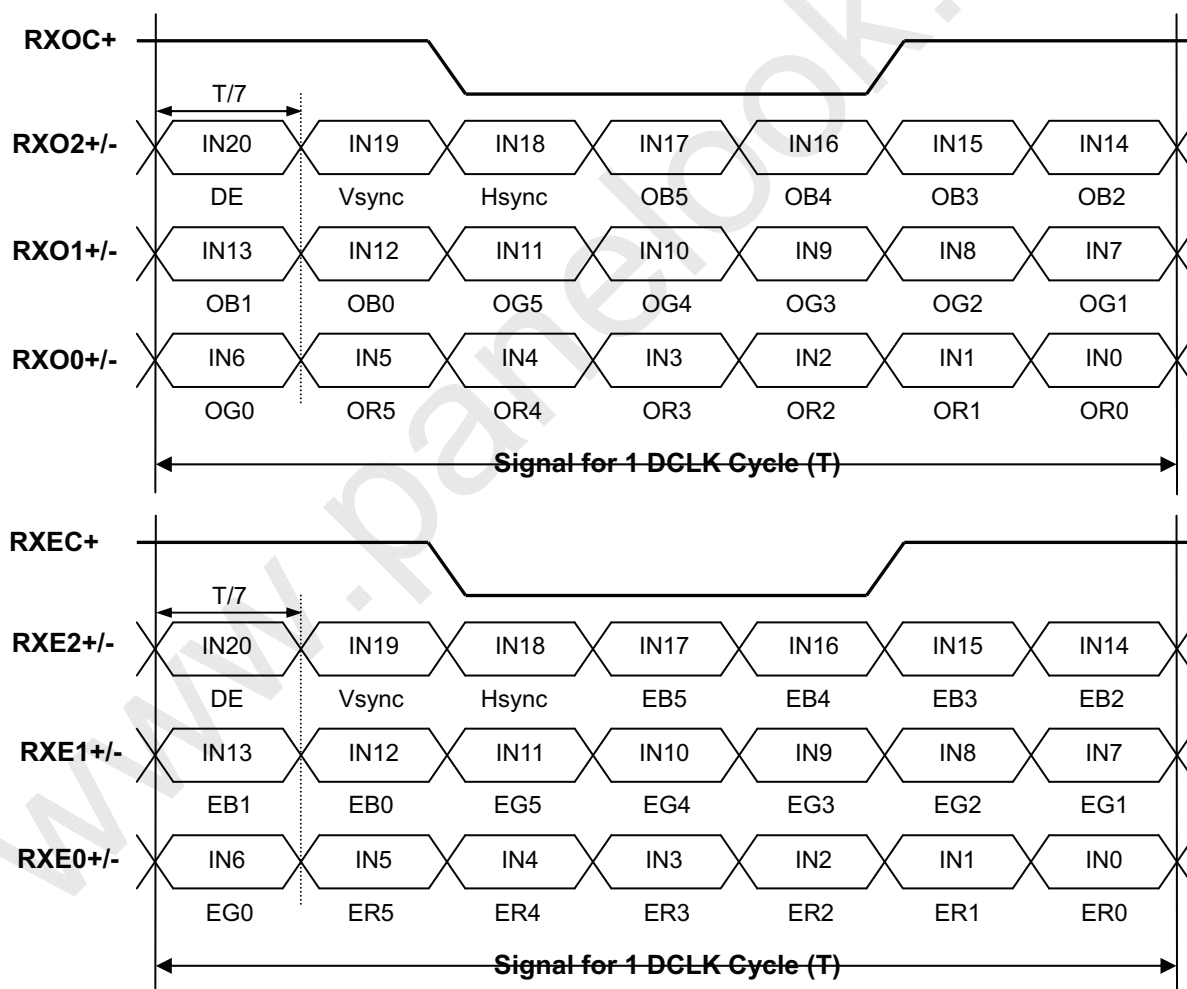 RXOC+
T/7
RXO2+/- IN20 IN19 IN18 IN17 IN16 IN15 IN14
DE Vsync Hsync OB5 OB4 OB3 OB2
RXO1+/- IN13 IN12 IN11 IN10 IN9 IN8 IN7
OB1 OB0 OG5 OG4 OG3 OG2 OG1
RXO0+/- IN6 IN5 IN4 IN3 IN2 IN1 IN0
OG0 OR5 OR4 OR3 OR2 OR1 OR0
Signal for 1 DCLK Cycle (T)
RXEC+
T/7
RXE2+/- IN20 IN19 IN18 IN17 IN16 IN15 IN14
DE Vsync Hsync EB5 EB4 EB3 EB2
RXE1+/- IN13 IN12 IN11 IN10 IN9 IN8 IN7
EB1 EB0 EG5 EG4 EG3 EG2 EG1
RXE0+/- IN6 IN5 IN4 IN3 IN2 IN1 IN0
EG0 ER5 ER4 ER3 ER2 ER1 ER0
Signal for 1 DCLK Cycle (T)
www.panelook.